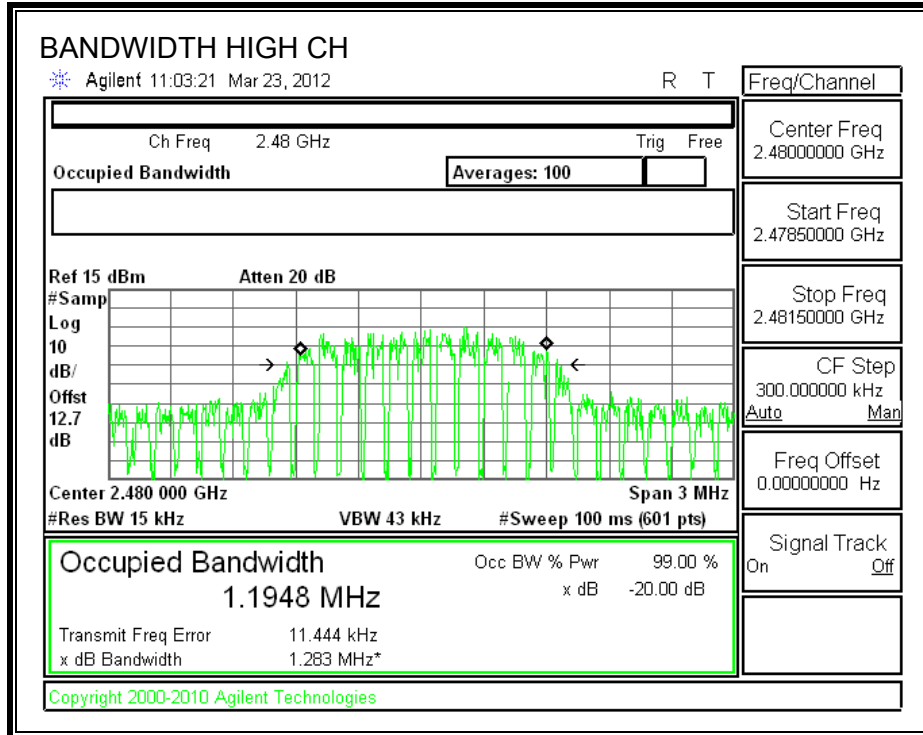 BANDWIDTH HIGH CH
Agilent 11:03:21 Mar 23, 2012 R T
Freq/Channel
Ch Freq 2.48 GHz Trig Free
Occupied Bandwidth Averages: 100
Center Freq
2.48000000 GHz
Start Freq
2.47850000 GHz
Stop Freq
2.48150000 GHz
CF Step
300.000000 kHz
Auto Man
Freq Offset
0.00000000 Hz
Signal Track
On Off
Ref 15 dBm Atten 20 dB
#Samp
Log
10
dB/
Offst
12.7
dB
Center 2.480 000 GHz Span 3 MHz
#Res BW 15 kHz VBW 43 kHz #Sweep 100 ms (601 pts)
Occupied Bandwidth Occ BW % Pwr 99.00 %
1.1948 MHz x dB -20.00 dB
Transmit Freq Error 11.444 kHz
x dB Bandwidth 1.283 MHz*
Copyright 2000-2010 Agilent Technologies